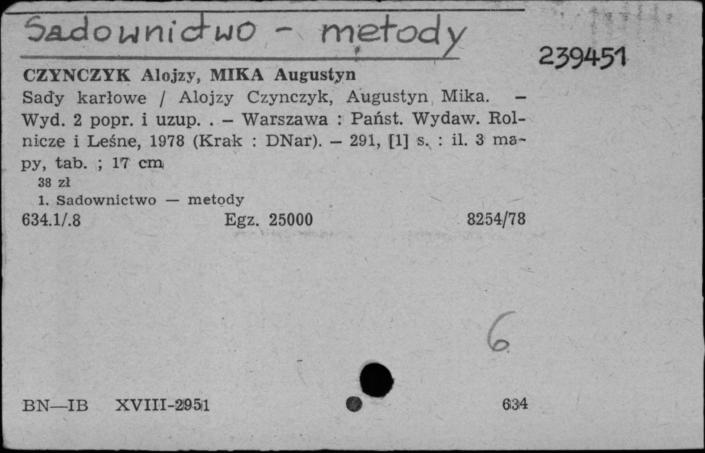 Sadownictwo - metody
239451
CZYNCZYK Alojzy, MIKA Augustyn
Sady karłowe / Alojzy Czynczyk, Augustyn Mika. —
Wyd. 2 popr. i uzup. . — Warszawa : Państ. Wydaw. Rol-
nicze i Leśne, 1978 (Krak : DNar). — 291, [1] s. : il. 3 ma-
py, tab. ; 17 cm
38 zł
1. Sadownictwo — metody
634.1/.8 Egz. 25000 8254/78
6
BN—IB XVIII-2951 634